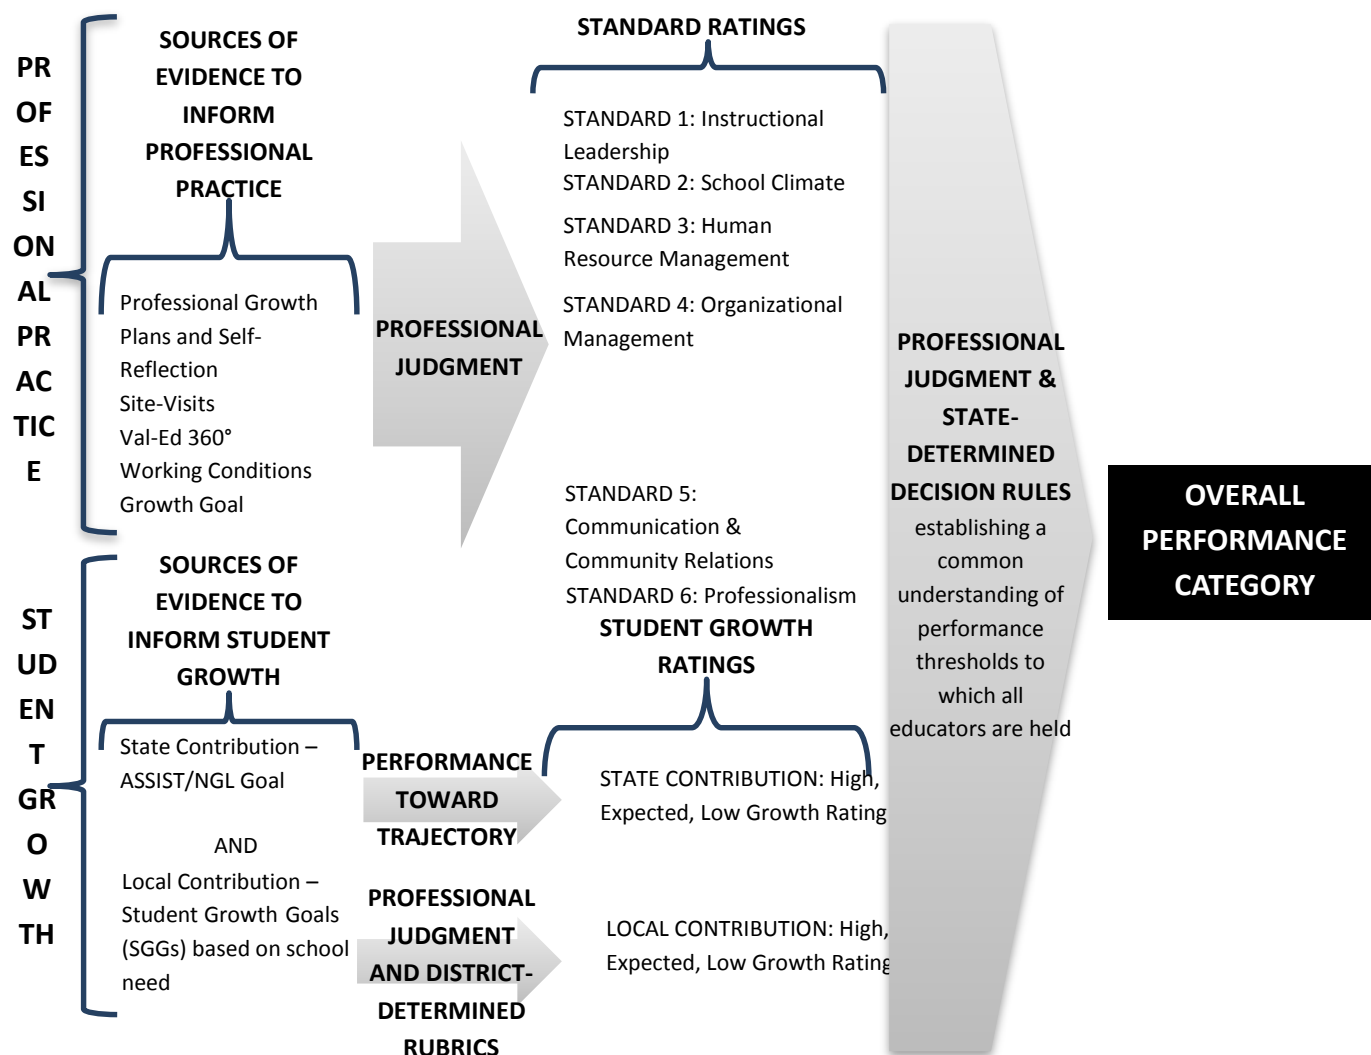 PR
OF
ES
SI
ON
AL
PR
AC
TIC
E
SOURCES OF
EVIDENCE TO
INFORM
PROFESSIONAL
PRACTICE
Professional Growth
Plans and Self-
Reflection
Site-Visits
Val-Ed 360°
Working Conditions
Growth Goal
PROFESSIONAL
JUDGMENT
STANDARD RATINGS
STANDARD 1: Instructional
Leadership
STANDARD 2: School Climate
STANDARD 3: Human
Resource Management
STANDARD 4: Organizational
Management
STANDARD 5:
Communication &
Community Relations
STANDARD 6: Professionalism
ST
UD
EN
T
GR
O
W
TH
SOURCES OF
EVIDENCE TO
INFORM STUDENT
GROWTH
State Contribution –
ASSIST/NGL Goal
AND
Local Contribution –
Student Growth Goals
(SGGs) based on school
need
PERFORMANCE
TOWARD
TRAJECTORY
PROFESSIONAL
JUDGMENT
AND DISTRICT-
DETERMINED
RUBRICS
STUDENT GROWTH
RATINGS
STATE CONTRIBUTION: High,
Expected, Low Growth Rating
LOCAL CONTRIBUTION: High,
Expected, Low Growth Rating
PROFESSIONAL
JUDGMENT &
STATE-
DETERMINED
DECISION RULES
establishing a
common
understanding of
performance
thresholds to
which all
educators are held
OVERALL
PERFORMANCE
CATEGORY